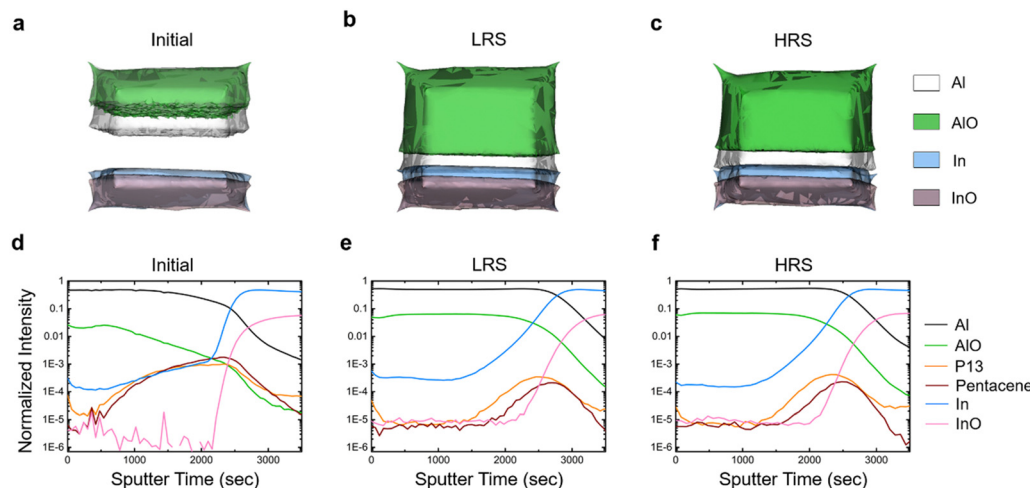 a
Initial
b
LRS
c
HRS
Al
AlO
In
InO
d
Initial
e
LRS
f
HRS
Normalized Intensity
1
0.1
0.01
1E-3
1E-4
1E-5
1E-6
0 1000 2000 3000
Sputter Time (sec)
1
0.1
0.01
1E-3
1E-4
1E-5
1E-6
0 1000 2000 3000
Sputter Time (sec)
1
0.1
0.01
1E-3
1E-4
1E-5
1E-6
0 1000 2000 3000
Sputter Time (sec)
Al
AlO
P13
Pentacene
In
InO